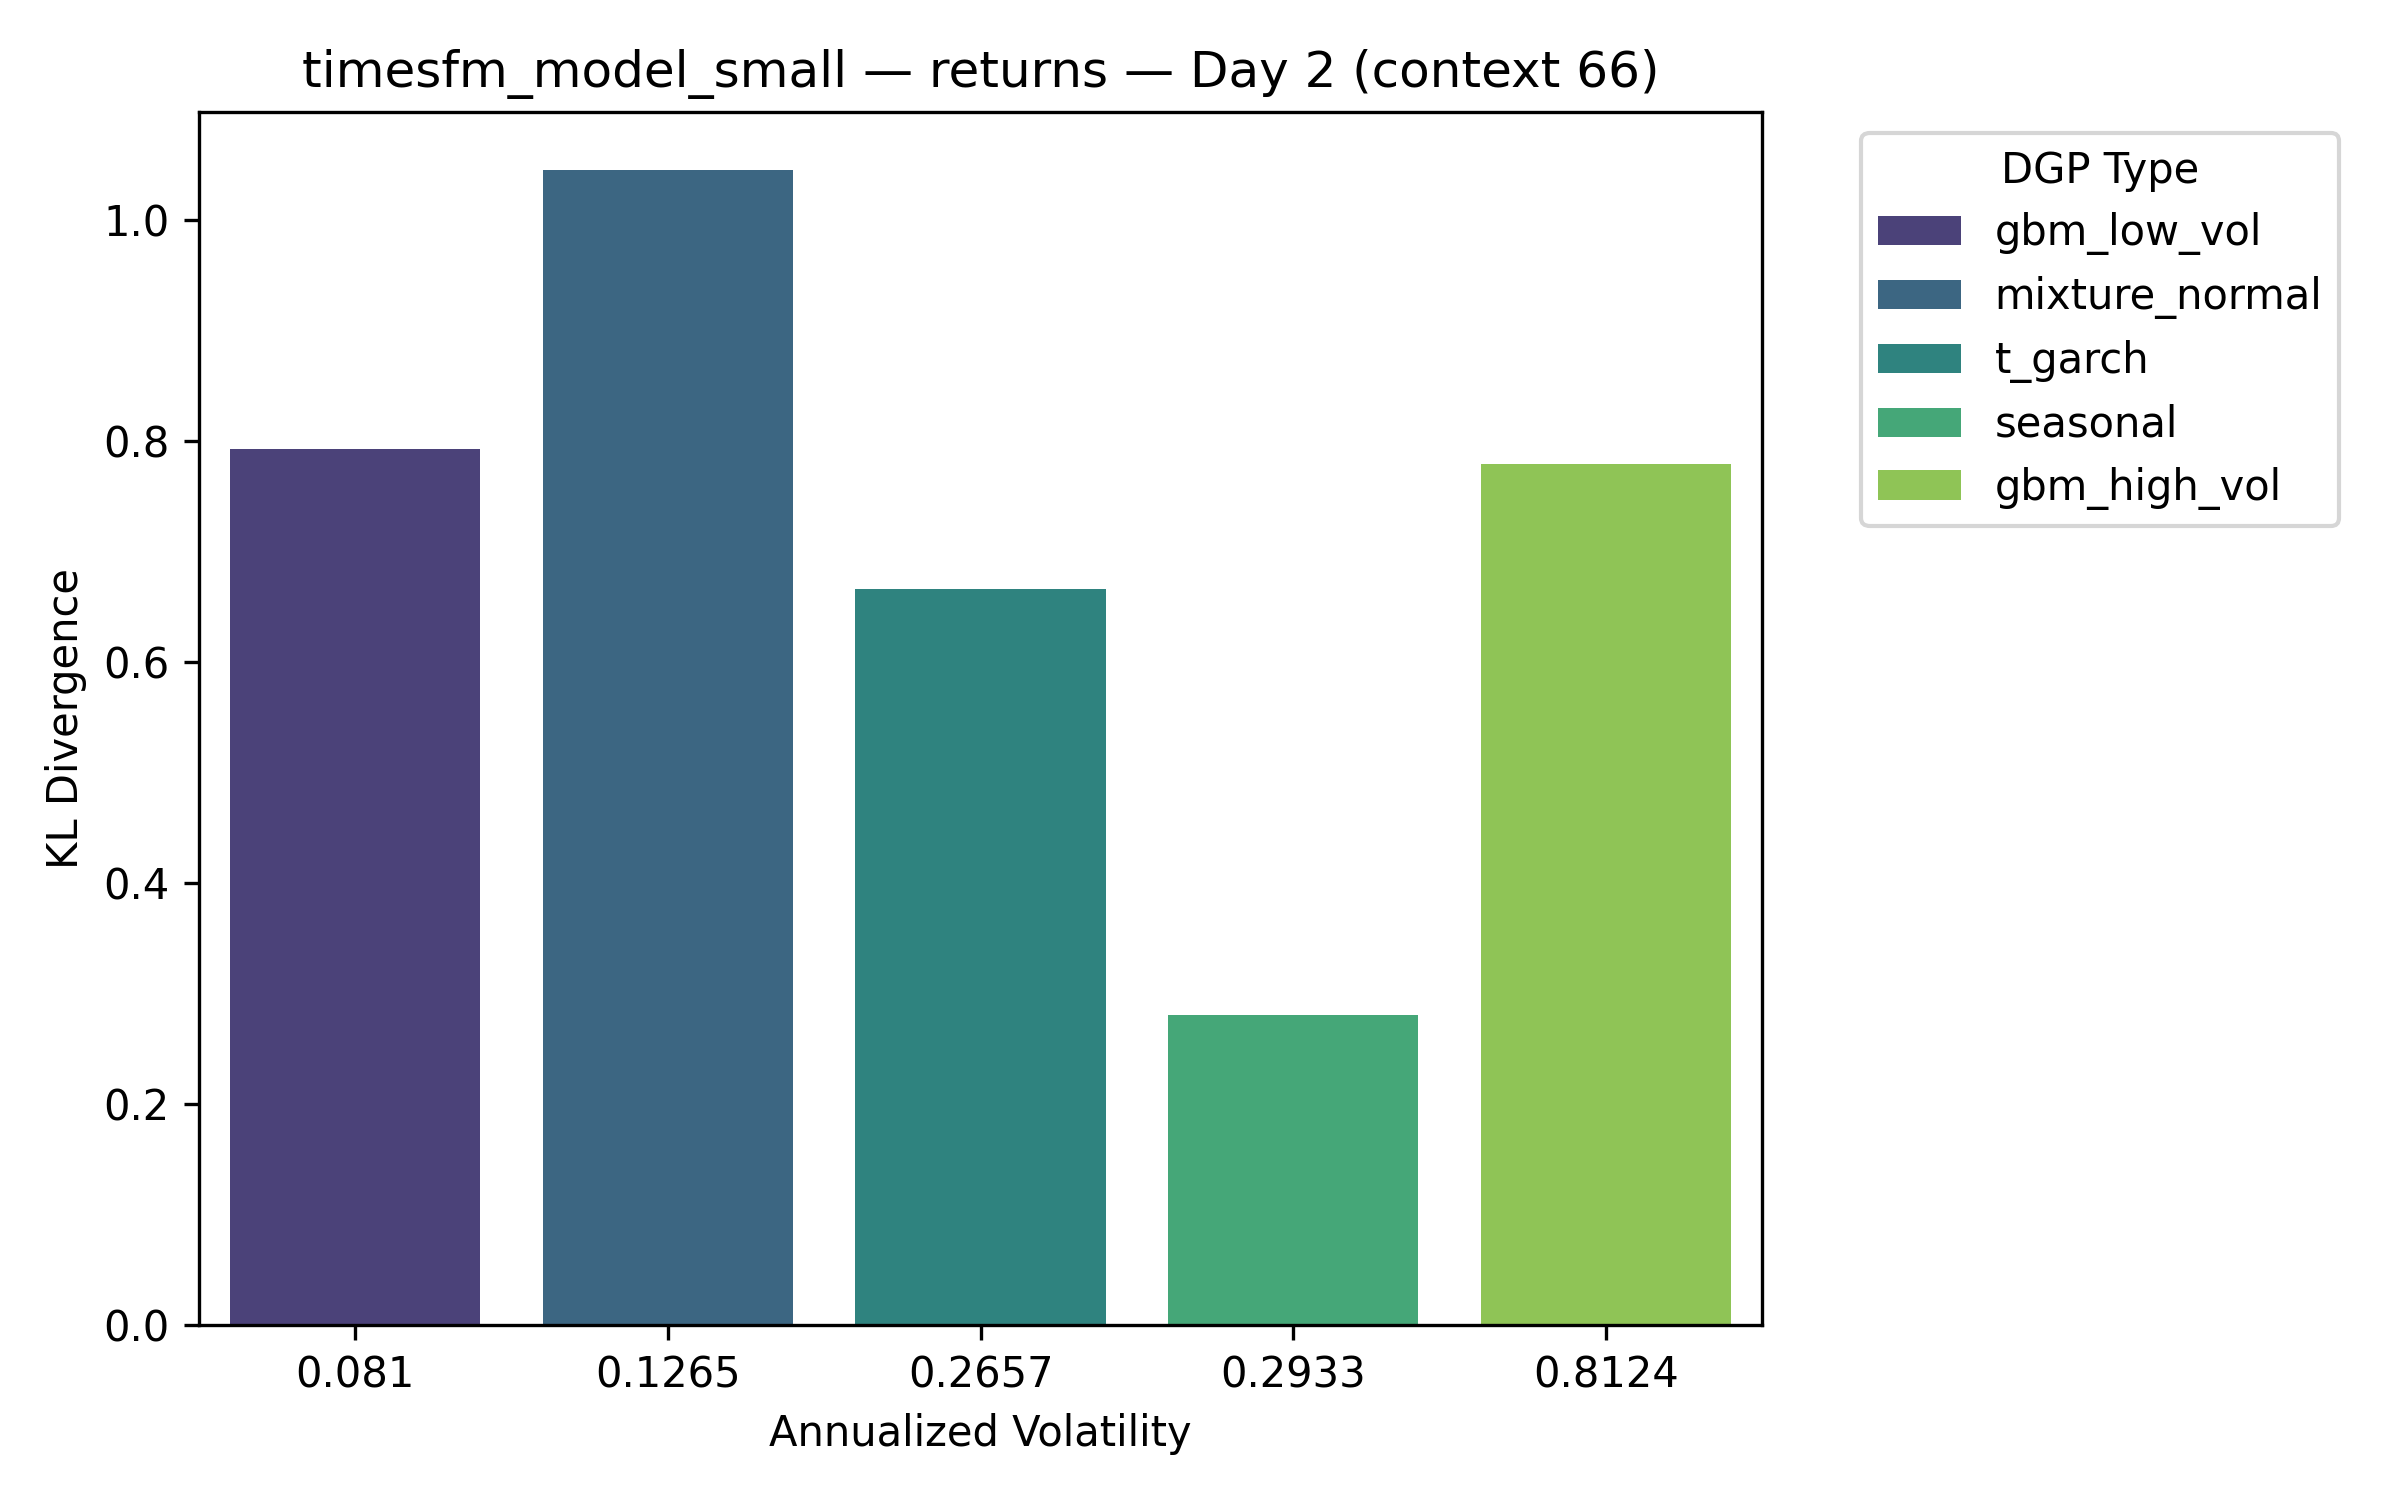 timesfm_model_small — returns — Day 2 (context 66)
DGP Type
gbm_low_vol
mixture_normal
t_garch
seasonal
gbm_high_vol
KL Divergence
1.0
0.8
0.6
0.4
0.2
0.0
0.081 0.1265 0.2657 0.2933 0.8124
Annualized Volatility